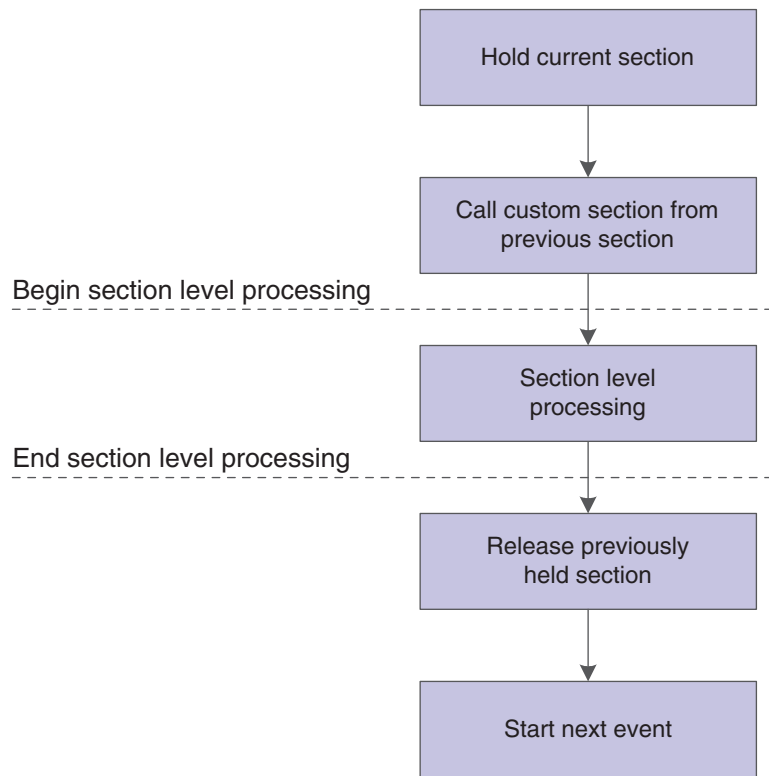 Hold current section
Call custom section from
previous section
Begin section level processing
Section level
processing
End section level processing
Release previously
held section
Start next event